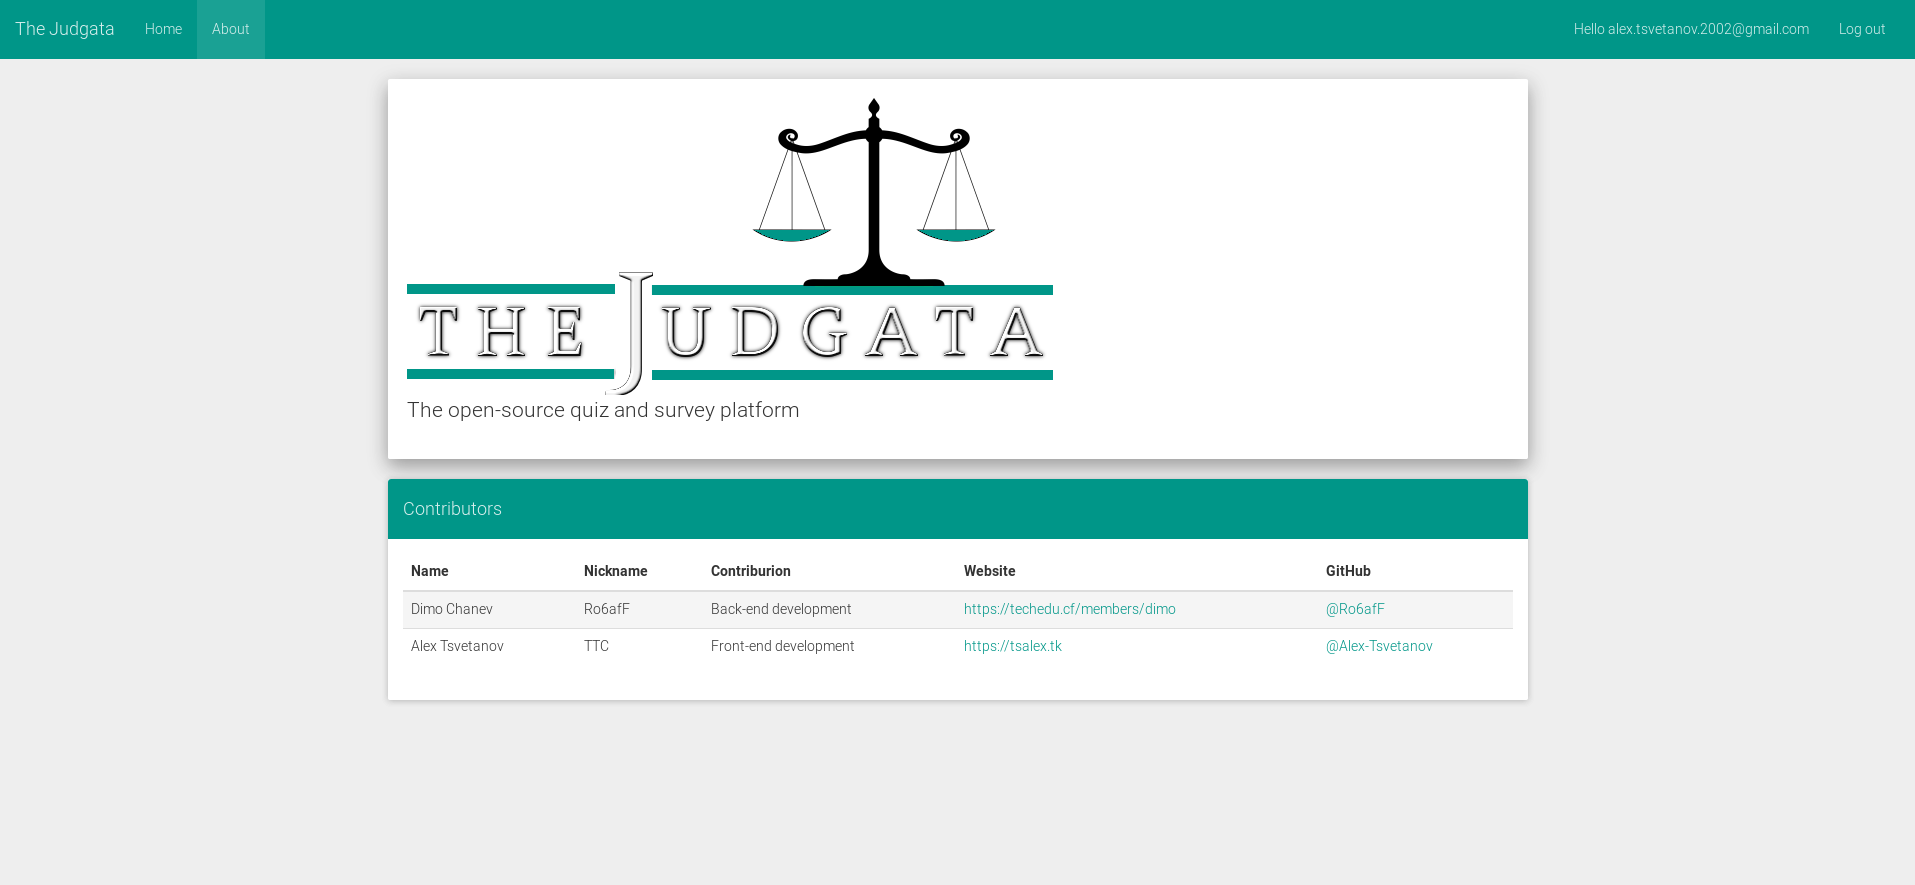 The Judgata Home About Hello alex.tsvetanov.2002@gmail.com Log out
THE JUDGATA
The open-source quiz and survey platform
Contributors
Name Nickname Contriburion Website GitHub
Dimo Chanev Ro6afF Back-end development https://techedu.cf/members/dimo @Ro6afF
Alex Tsvetanov TTC Front-end development https://tsalex.tk @Alex-Tsvetanov